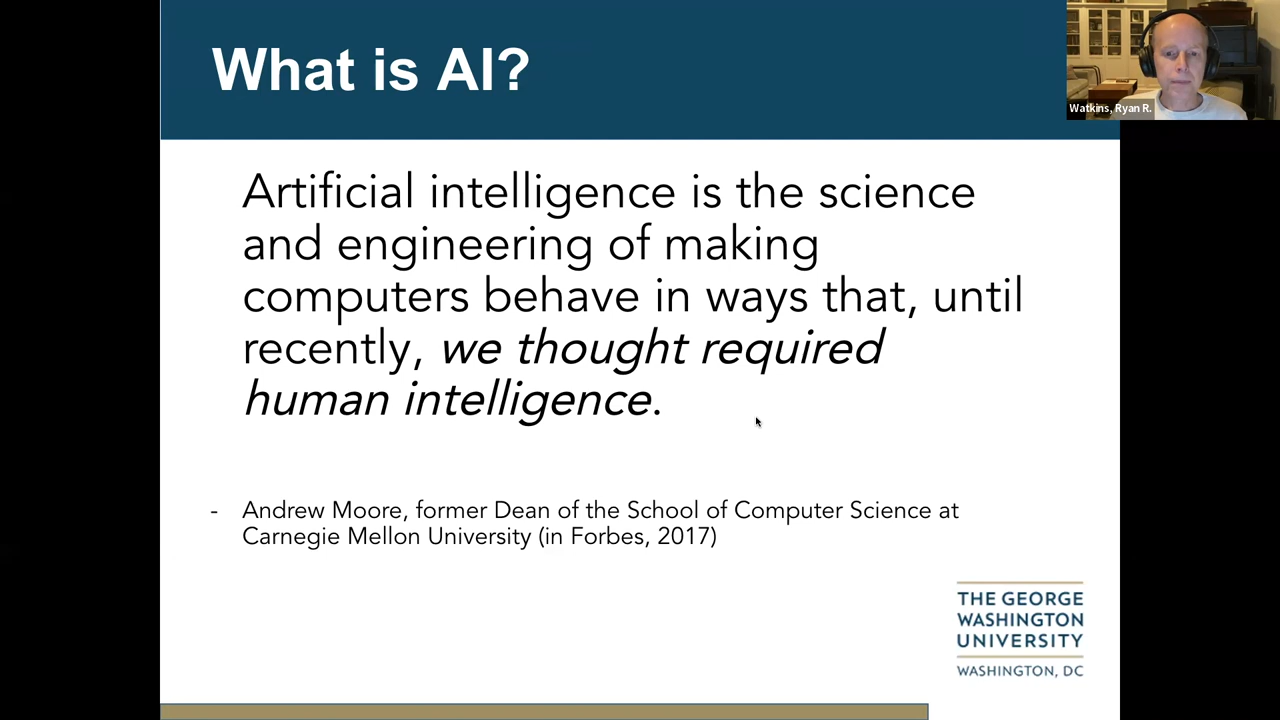 What is AI?
Watkins, Ryan R.
Artificial intelligence is the science
and engineering of making
computers behave in ways that, until
recently, we thought required
human intelligence.
- Andrew Moore, former Dean of the School of Computer Science at
Carnegie Mellon University (in Forbes, 2017)
THE GEORGE
WASHINGTON
UNIVERSITY
WASHINGTON, DC